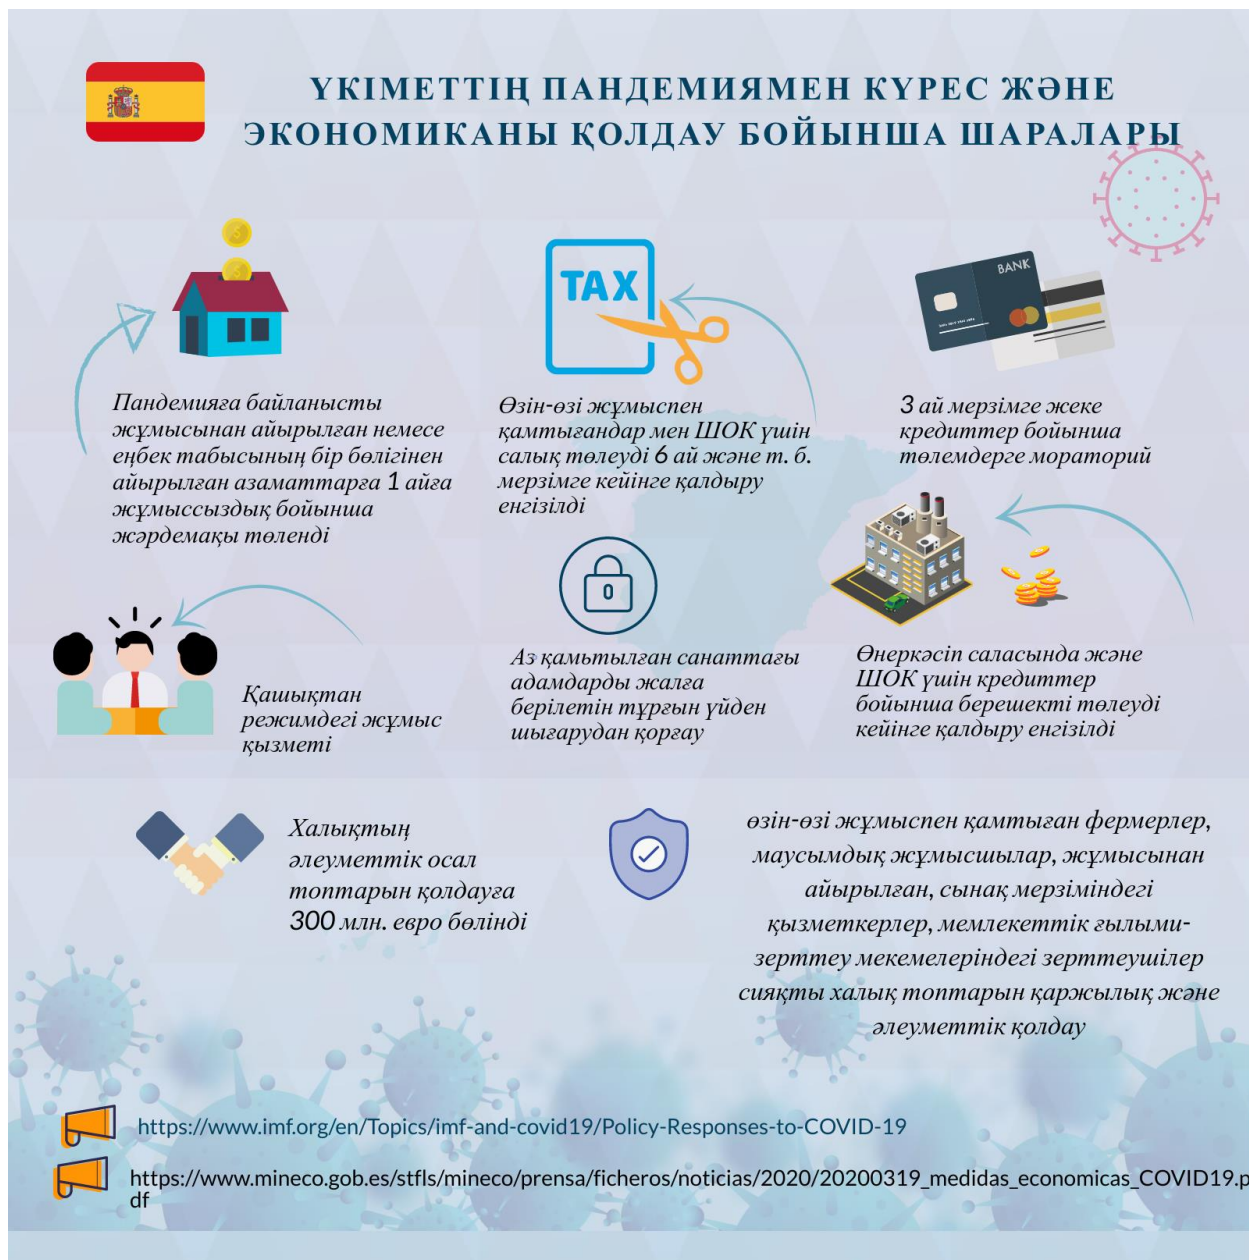 ҮКІМЕТТІҢ ПАНДЕМИЯМЕН КҮРЕС ЖӘНЕ
ЭКОНОМИКАНЫ ҚОЛДАУ БОЙЫНША ШАРАЛАРЫ
Пандемияға байланысты
жұмысынан айырылған немесе
еңбек табысының бір бөлігінен
айырылған азаматтарға 1 айға
жұмыссыздық бойынша
жәрдемақы төленді
TAX
Өзін-өзі жұмыспен
қамтығандар мен ШОК үшін
салық төлеуді 6 ай және т. б.
мерзімге кейінге қалдыру
енгізілді
BANK
3 ай мерзімге жеке
кредиттер бойынша
төлемдерге мораторий
Қашықтан
режимдегі жұмыс
қызметі
Аз қамьтылған санаттағы
адамдарды жалға
берілетін тұрғын үйден
шығарудан қорғау
Өнеркәсіп саласында және
ШОК үшін кредиттер
бойынша берешекті төлеуді
кейінге қалдыру енгізілді
Халықтың
әлеуметтік осал
топтарын қолдауға
300 млн. евро бөлінді
өзін-өзі жұмыспен қамтыған фермерлер,
маусымдық жұмысшылар, жұмысынан
айырылған, сынақ мерзіміндегі
қызметкерлер, мемлекеттік ғылыми-
зерттеу мекемелеріндегі зерттеушілер
сияқты халық топтарын қаржылық және
әлеуметтік қолдау
https://www.imf.org/en/Topics/imf-and-covid19/Policy-Responses-to-COVID-19
https://www.mineco.gob.es/stfls/mineco/prensa/ficheros/noticias/2020/20200319_medidas_economicas_COVID19.p
df